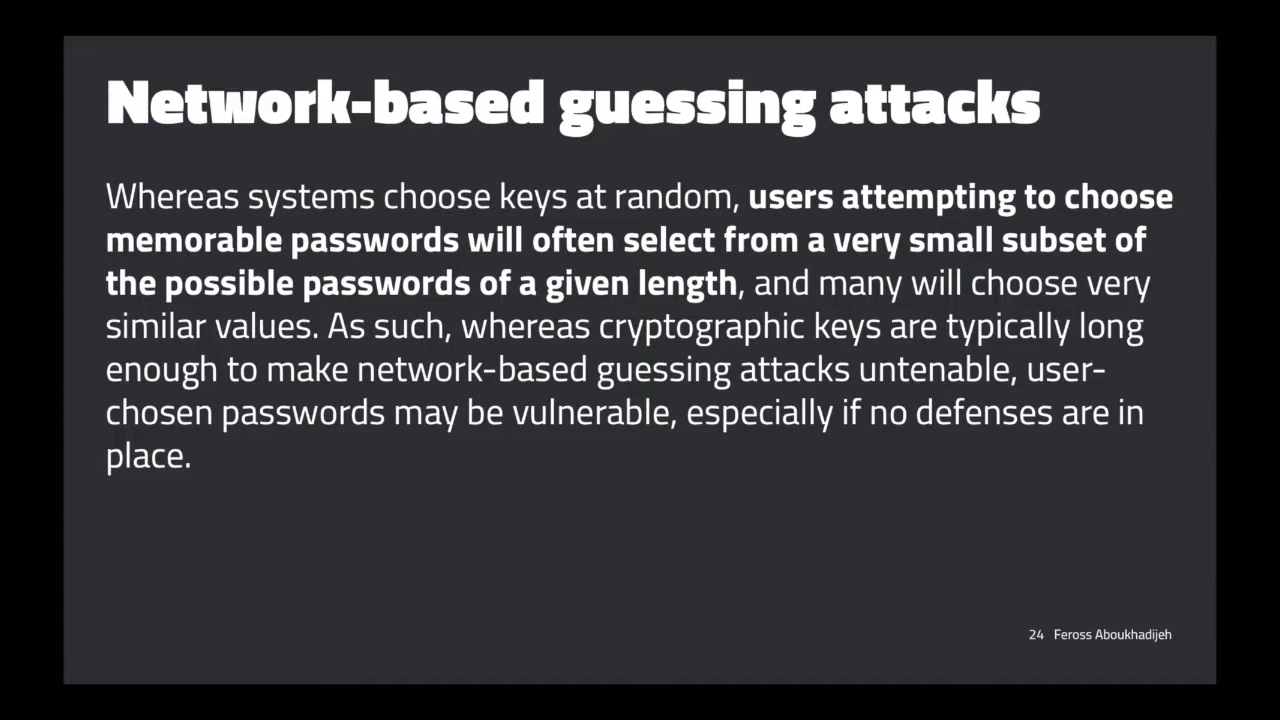 Network-based guessing attacks
Whereas systems choose keys at random, users attempting to choose
memorable passwords will often select from a very small subset of
the possible passwords of a given length, and many will choose very
similar values. As such, whereas cryptographic keys are typically long
enough to make network-based guessing attacks untenable, user-
chosen passwords may be vulnerable, especially if no defenses are in
place.
24 Feross Aboukhadijeh